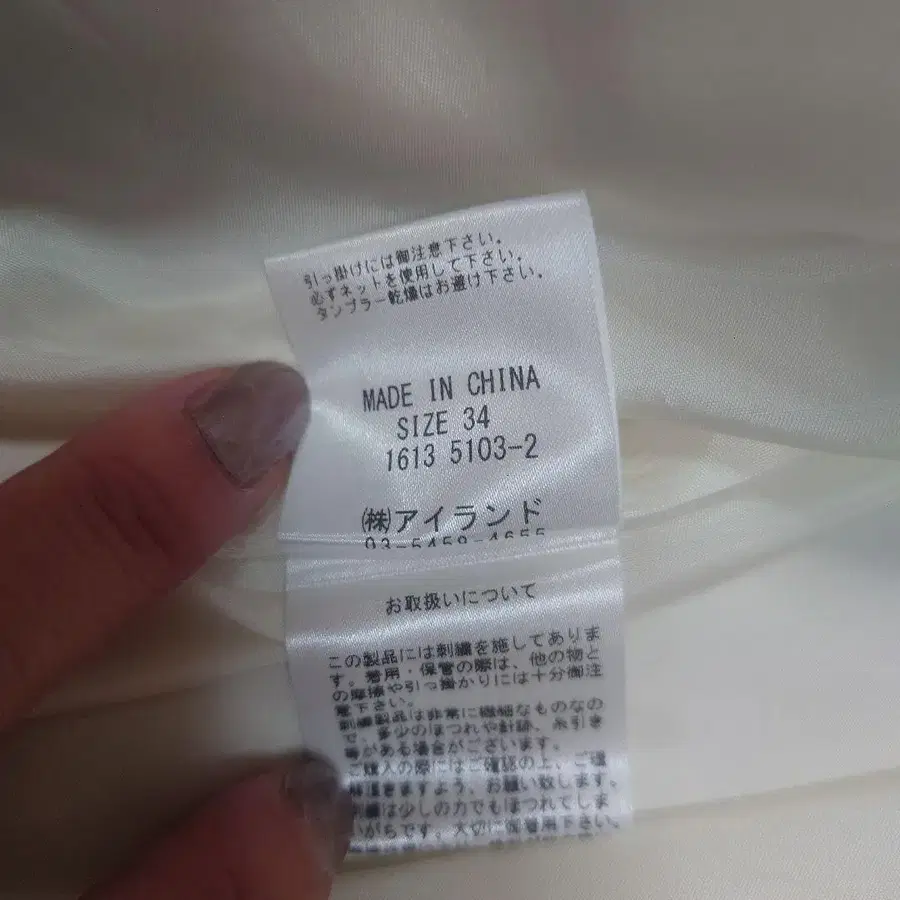 引っ掛けには御注意下さい。
必ずネットを使用して下さい。
タンブラー乾燥はお避け下さい。
MADE IN CHINA
SIZE 34
1613 5103-2
㈱アイランド
03-5459-4655
お取扱いについて
この製品には刺繍を施してありま
す。着用・保管の際は、他の物と
の摩擦や引っ掛かりには十分御注
意下さい。
刺繍製品は非常に繊細なものなの
で、多少のほつれや針跡、糸引き
等がある場合がございます。
ご購入の際にはご確認の上、ご理
解頂きますよう、お願い致します。
は少しの力でもほつれてしま
いがちです。大切に御着用下さい。